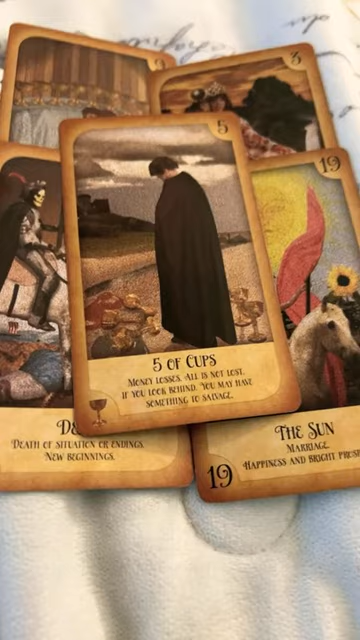 3
5
19
5 OF CUPS
MONEY LOSSES. ALL IS NOT LOST.
IF YOU LOOK BEHIND. YOU MAY HAVE
SOMETHING TO SALVAGE.
DEATH OF SITUATION OR ENDINGS.
NEW BEGINNINGS.
THE SUN
MARRIAGE.
HAPPINESS AND BRIGHT
19